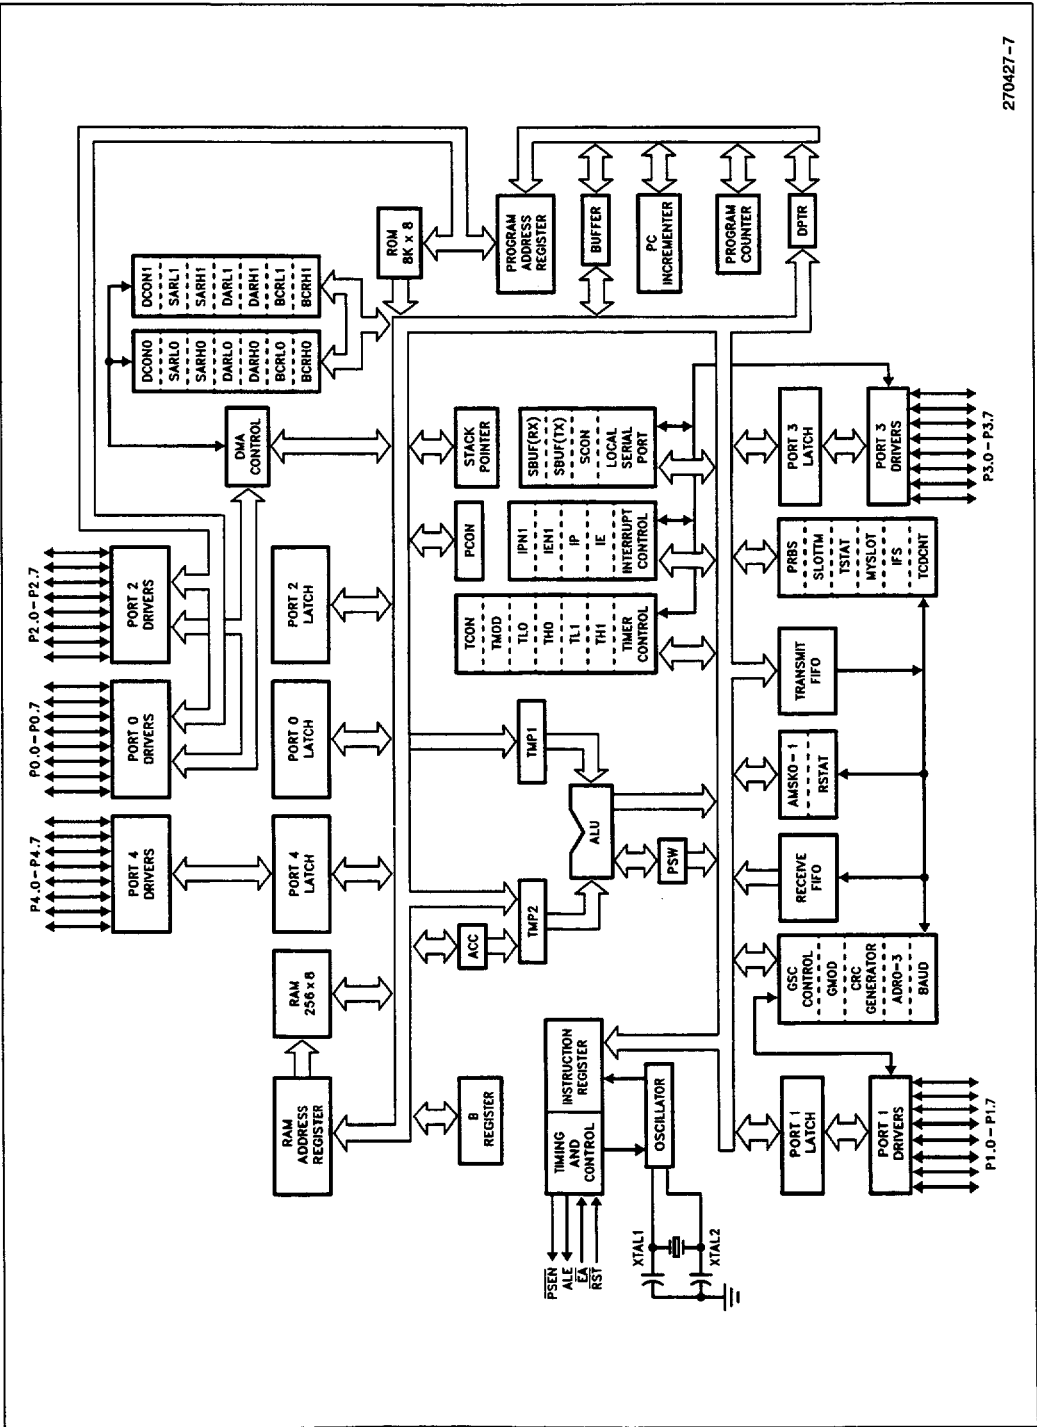 270427-7
P4.0-P4.7
P0.0-P0.7
P2.0-P2.7
PORT 4
DRIVERS
PORT 0
DRIVERS
PORT 2
DRIVERS
DMA
CONTROL
DCON0
SARL0
SARH0
DARL0
DARH0
BCRL0
BCRH0
DCON1
SARL1
SARH1
DARL1
DARH1
BCRL1
BCRH1
RAM
ADDRESS
REGISTER
RAM
256 x 8
PORT 4
LATCH
PORT 0
LATCH
PORT 2
LATCH
ROM
8K x 8
B
REGISTER
ACC
PCON
STACK
POINTER
PROGRAM
ADDRESS
REGISTER
TMP2
TMP1
TCON
TMOD
TL0
TH0
TL1
TH1
TIMER
CONTROL
IPN1
IEN1
IP
IE
INTERRUPT
CONTROL
SBUF(RX)
SBUF(TX)
SCON
LOCAL
SERIAL
PORT
BUFFER
ALU
PSW
PC
INCREMENTER
PROGRAM
COUNTER
DPTR
PSEN
ALE
EA
RST
TIMING
AND
CONTROL
INSTRUCTION
REGISTER
OSCILLATOR
XTAL1
XTAL2
PORT 1
LATCH
GSC
CONTROL
GMOD
CRC
GENERATOR
ADR0-3
BAUD
RECEIVE
FIFO
AMSK0-1
RSTAT
TRANSMIT
FIFO
PRBS
SLOTTM
TSTAT
MYSLOT
IFS
TCDCNT
PORT 3
LATCH
PORT 1
DRIVERS
PORT 3
DRIVERS
P1.0-P1.7
P3.0-P3.7